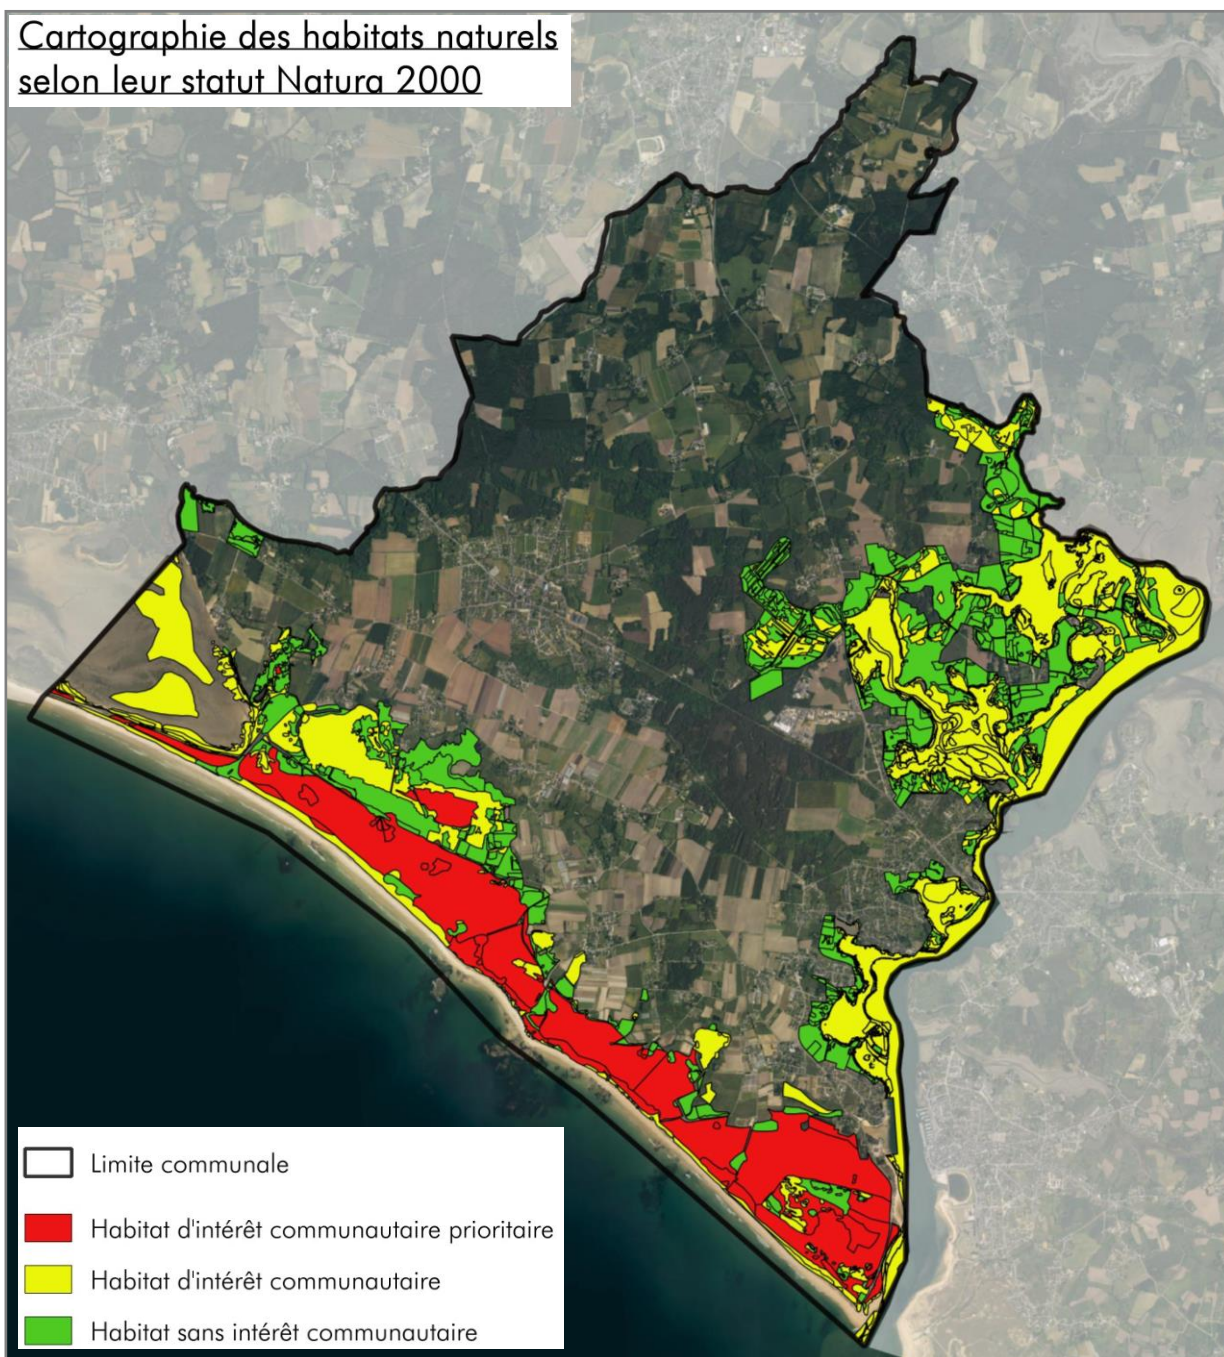 Cartographie des habitats naturels
selon leur statut Natura 2000
Limite communale
Habitat d'intérêt communautaire prioritaire
Habitat d'intérêt communautaire
Habitat sans intérêt communautaire